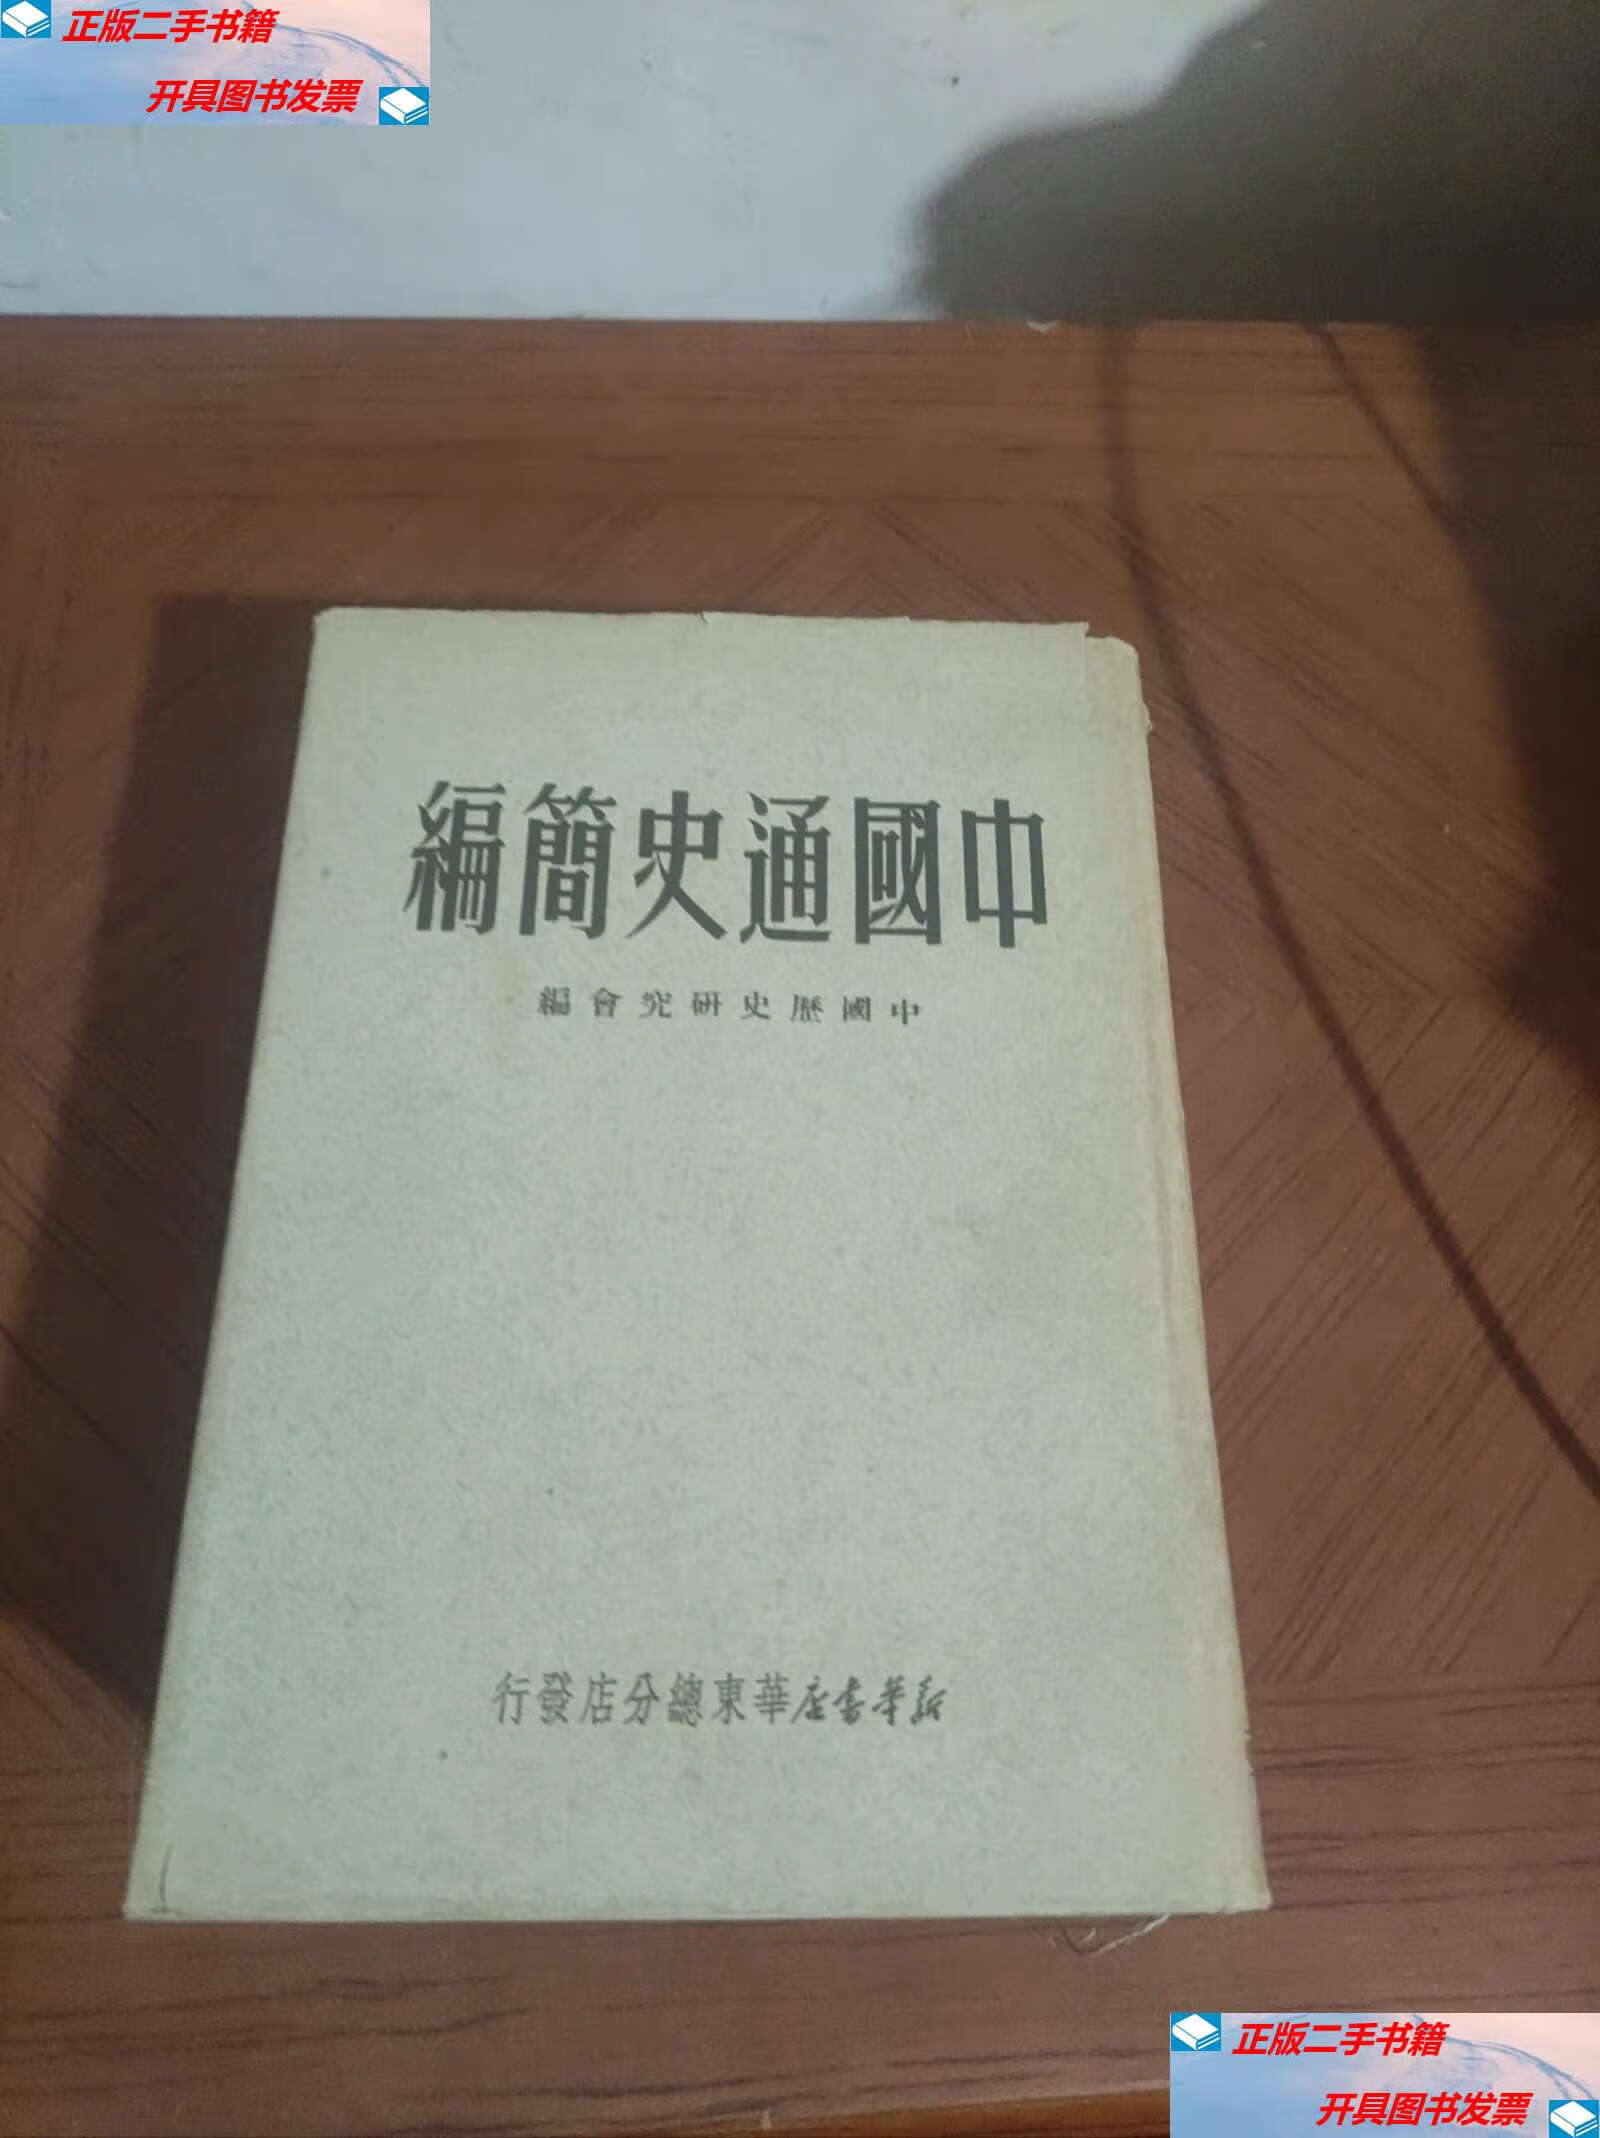 正版二手书籍
开具图书发票
中國通史簡編
中國歷史研究會編
新華書店華東總分店發行
正版二手书籍
开具图书发票